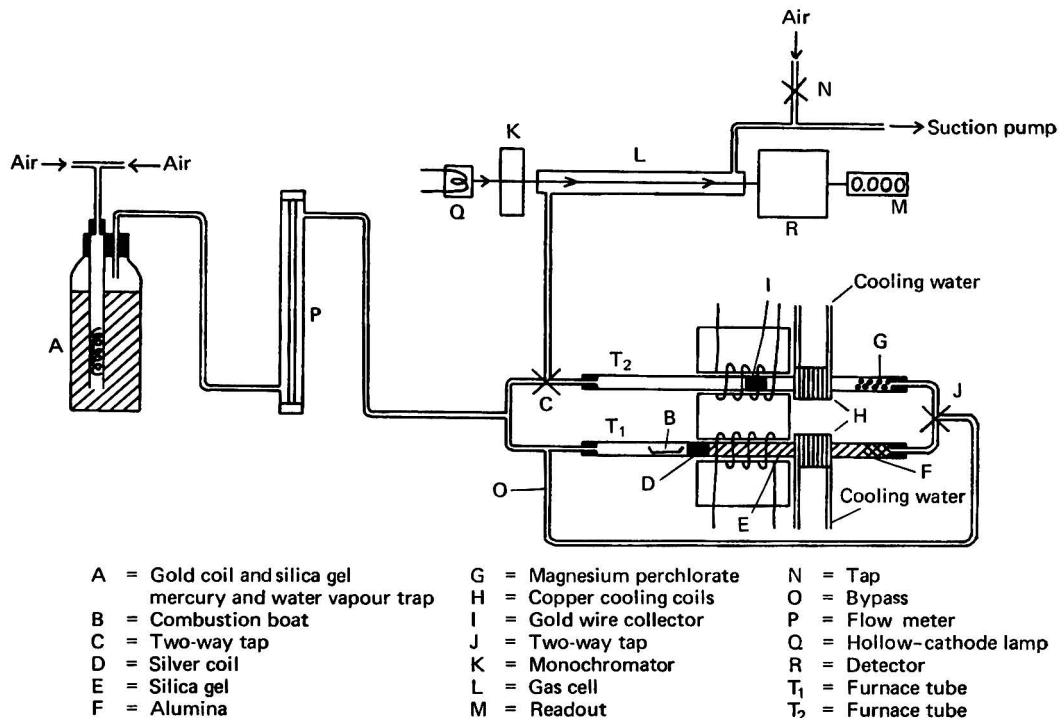 Air
N
Suction pump
K
L
Air Air
Q
0.000
M
R
Cooling water
I
G
A
P
T2
C
H
J
B
T1
D
F
O
E
Cooling water
A = Gold coil and silica gel
mercury and water vapour trap
B = Combustion boat
C = Two-way tap
D = Silver coil
E = Silica gel
F = Alumina
G = Magnesium perchlorate
H = Copper cooling coils
I = Gold wire collector
J = Two-way tap
K = Monochromator
L = Gas cell
M = Readout
N = Tap
O = Bypass
P = Flow meter
Q = Hollow-cathode lamp
R = Detector
T1 = Furnace tube
T2 = Furnace tube